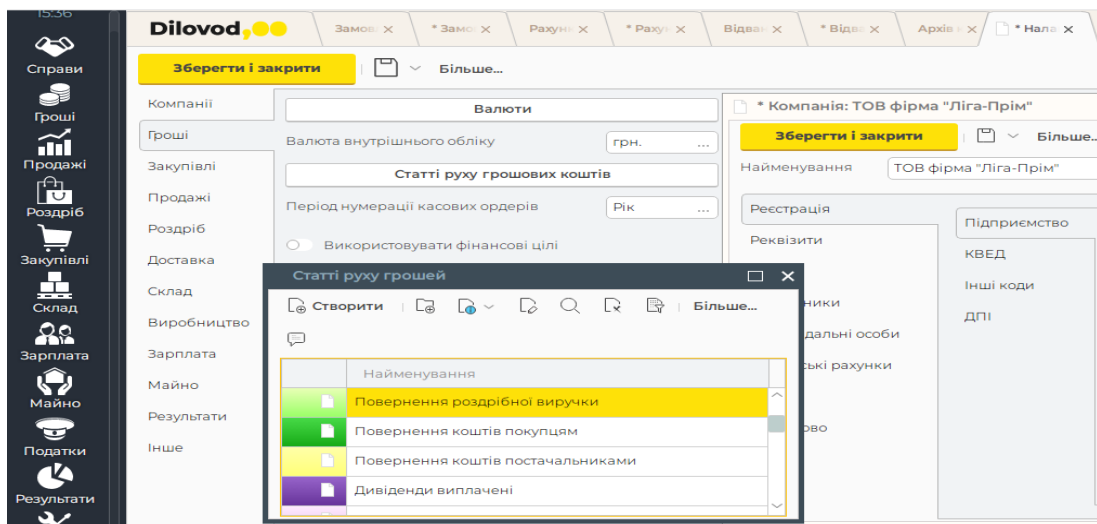 15:36
Справи
Гроші
Продажі
Роздріб
Закупівлі
Склад
Зарплата
Майно
Податки
Результати
Dilovod
Замов: × * Замо × Рахун × * Рахун × Відван × * Відва × Архів × * Нала ×
Зберегти і закрити Більше...
Компанії
Гроші
Закупівлі
Продажі
Роздріб
Доставка
Склад
Виробництво
Зарплата
Майно
Результати
Інше
Валюти
Валюта внутрішнього обліку грн. ...
Статті руху грошових коштів
Період нумерації касових ордерів Рік ...
Використовувати фінансові цілі
* Компанія: ТОВ фірма "Ліга-Прім"
Зберегти і закрити Більше...
Найменування ТОВ фірма "Ліга-Прім"
Реєстрація
Реквізити
ники
дальні особи
ські рахунки
ово
Підприємство
КВЕД
Інші коди
ДПІ
Статті руху грошей
Створити Більше...
Найменування
Повернення роздрібної виручки
Повернення коштів покупцям
Повернення коштів постачальниками
Дивіденди виплачені